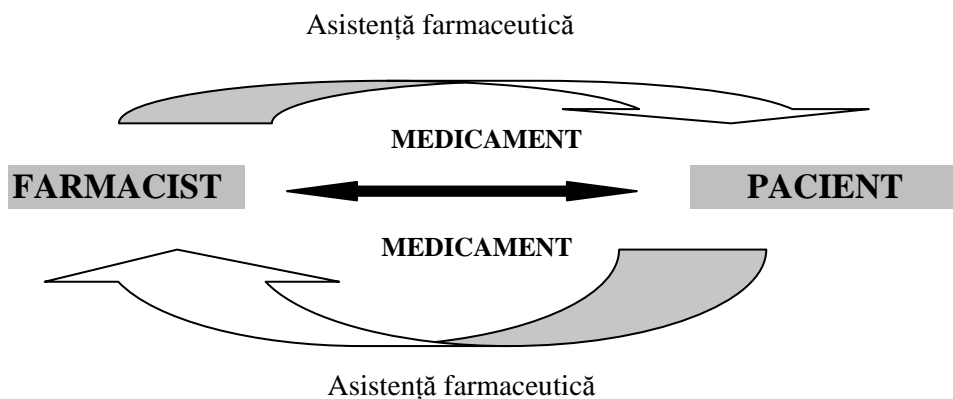 Asistență farmaceutică
MEDICAMENT
FARMACIST
PACIENT
MEDICAMENT
Asistență farmaceutică